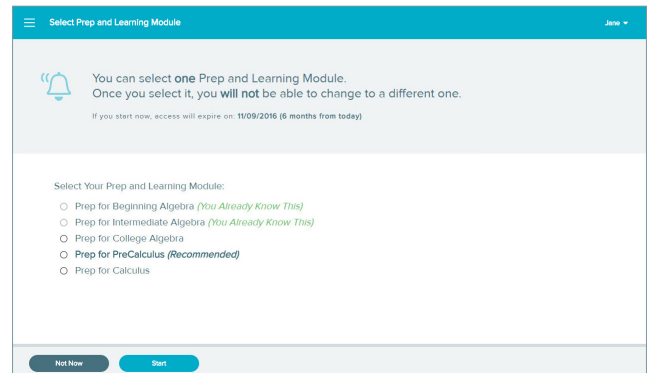 Select Prep and Learning Module
Jane
You can select one Prep and Learning Module.
Once you select it, you will not be able to change to a different one.
If you start now, access will expire on: 11/09/2016 (6 months from today)
Select Your Prep and Learning Module:
Prep for Beginning Algebra (You Already Know This)
Prep for Intermediate Algebra (You Already Know This)
Prep for College Algebra
Prep for PreCalculus (Recommended)
Prep for Calculus
Not Now
Start